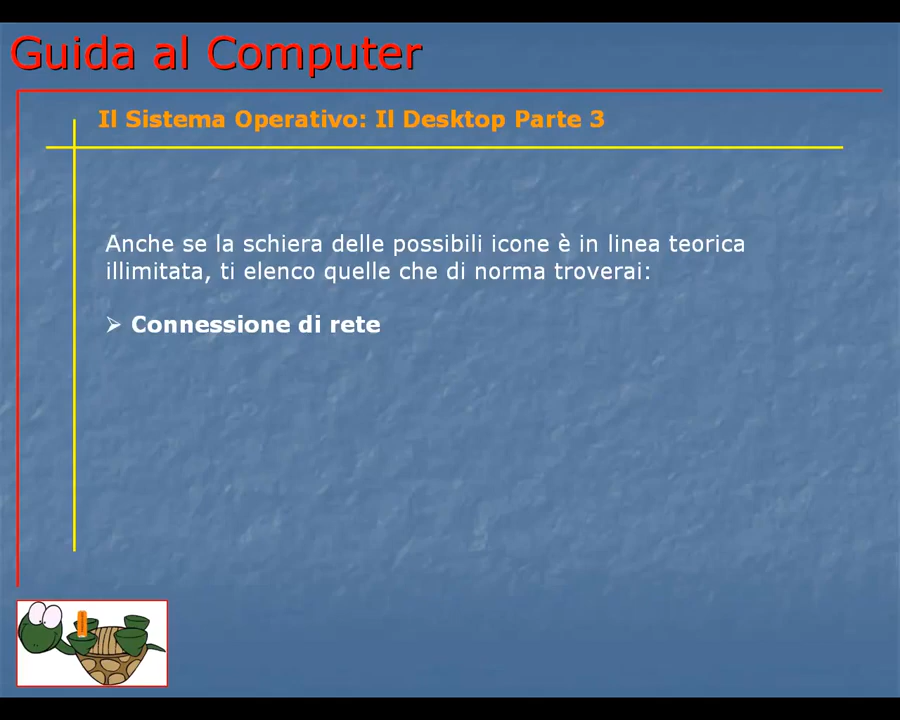 Guida al Computer
Il Sistema Operativo: Il Desktop Parte 3
Anche se la schiera delle possibili icone è in linea teorica
illimitata, ti elenco quelle che di norma troverai:
➢ Connessione di rete